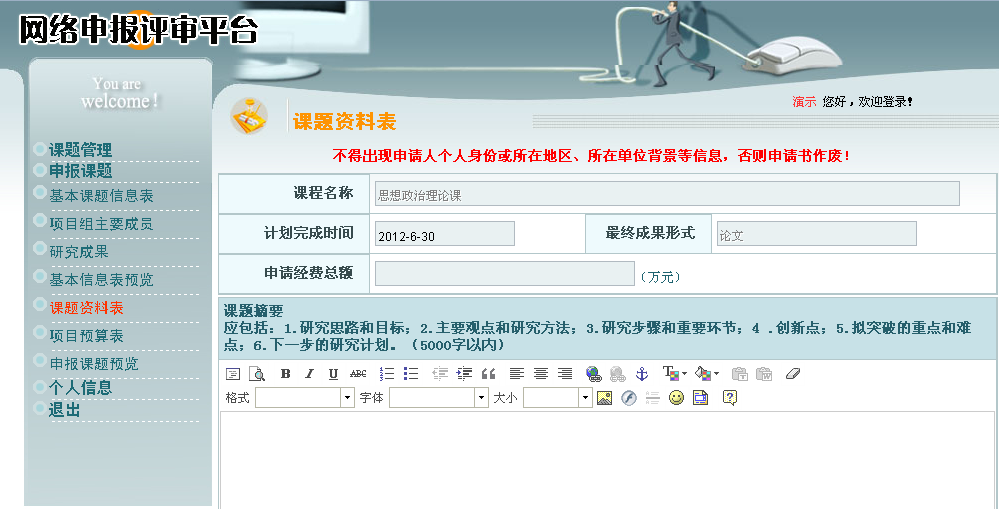 网络申报评审平台
You are
welcome!
演示 您好，欢迎登录!
课题资料表
不得出现申请人个人身份或所在地区、所在单位背景等信息，否则申请书作废！
课题管理
申报课题
基本课题信息表
项目组主要成员
研究成果
基本信息表预览
课题资料表
项目预算表
申报课题预览
个人信息
退出
课程名称 思想政治理论课
计划完成时间 2012-6-30 最终成果形式 论文
申请经费总额 （万元）
课题摘要
应包括：1.研究思路和目标；2.主要观点和研究方法；3.研究步骤和重要环节；4 .创新点；5.拟突破的重点和难
点；6.下一步的研究计划。（5000字以内）
B I U ABC
格式 字体 大小